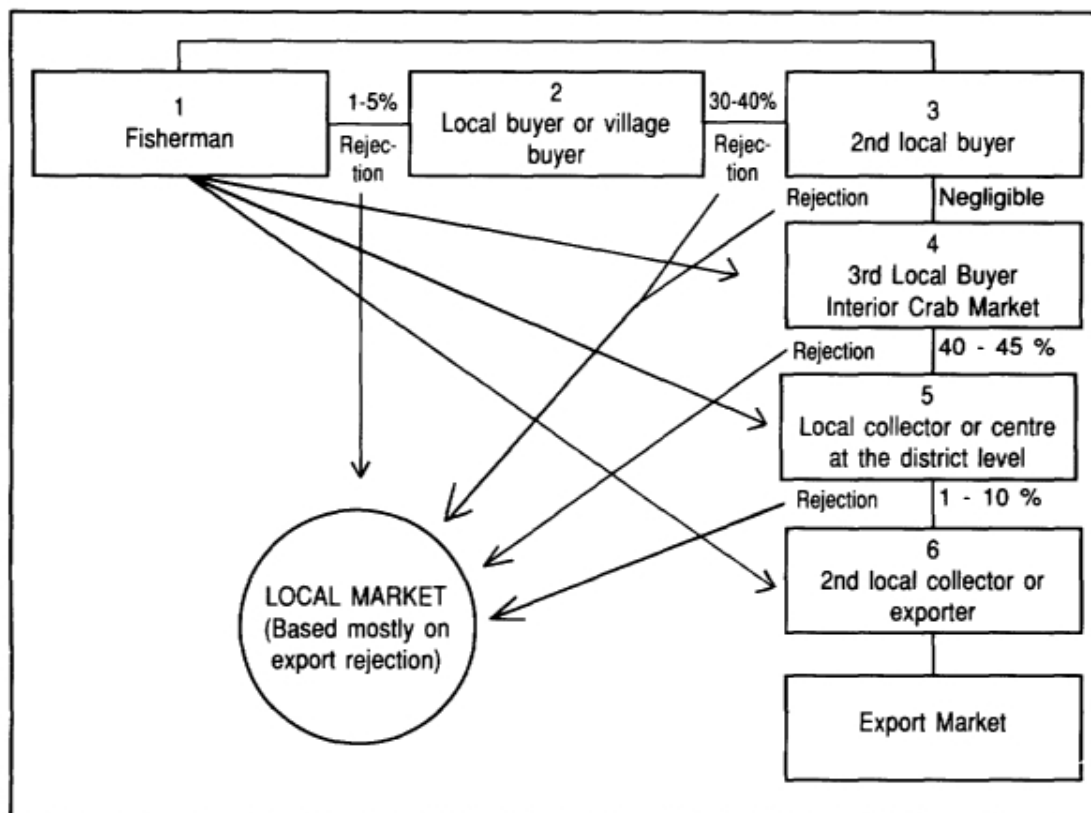 1
Fisherman
1-5%
Rejec-
tion
2
Local buyer or village
buyer
30-40%
Rejec-
tion
3
2nd local buyer
Rejection
Negligible
4
3rd Local Buyer
Interior Crab Market
Rejection
40 - 45 %
5
Local collector or centre
at the district level
Rejection
1 - 10 %
6
2nd local collector or
exporter
LOCAL MARKET
(Based mostly on
export rejection)
Export Market